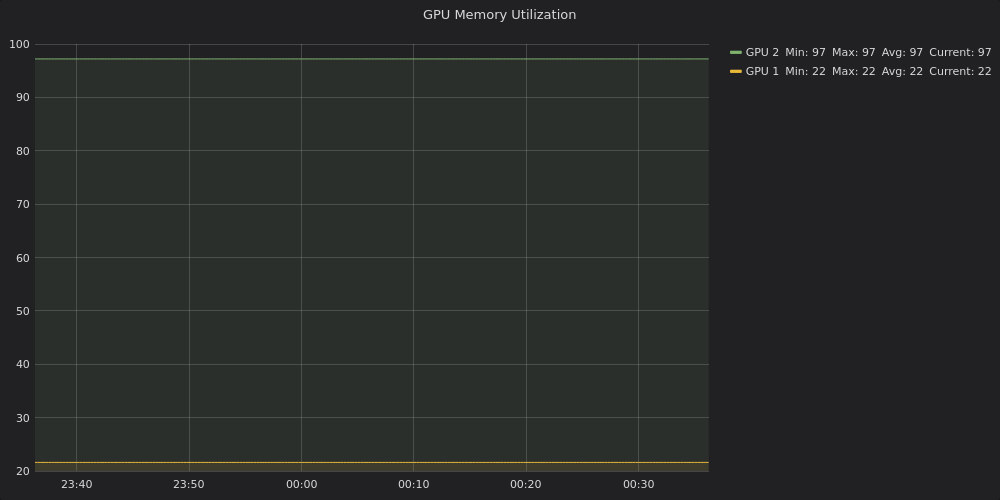 GPU Memory Utilization
100
90
80
70
60
50
40
30
20
23:40 23:50 00:00 00:10 00:20 00:30
GPU 2 Min: 97 Max: 97 Avg: 97 Current: 97
GPU 1 Min: 22 Max: 22 Avg: 22 Current: 22